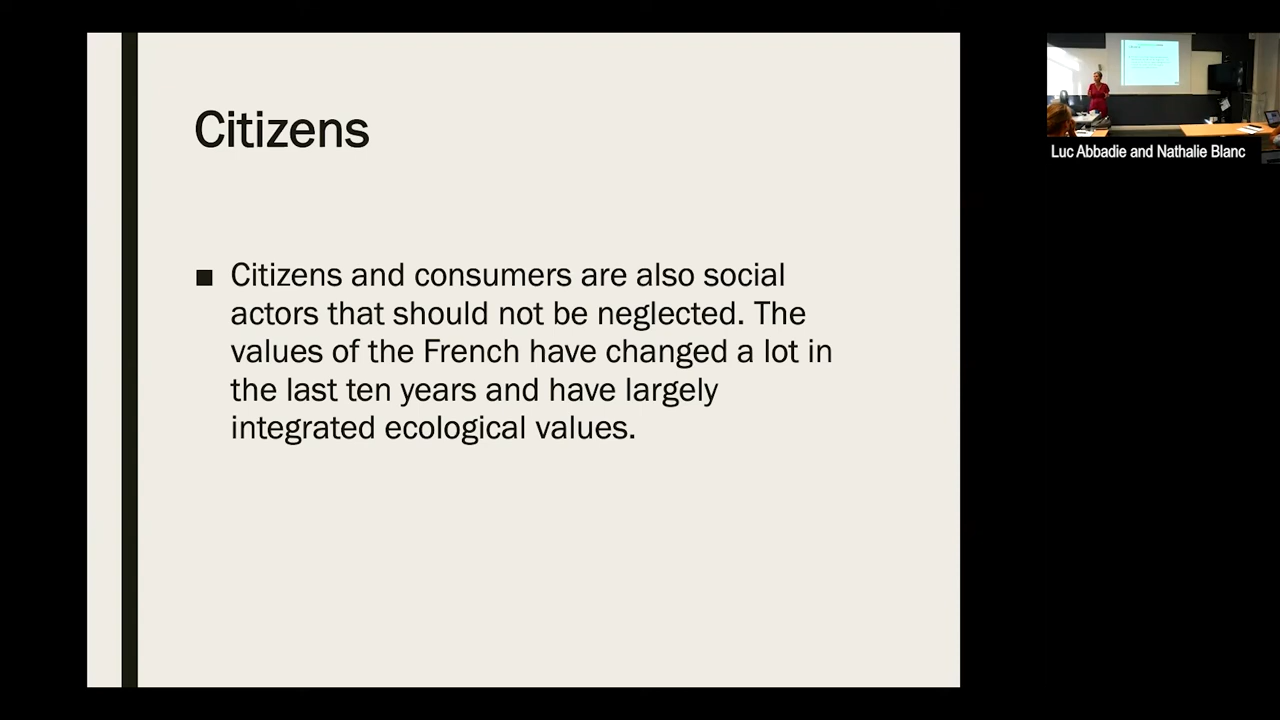 Citizens
■ Citizens and consumers are also social
actors that should not be neglected. The
values of the French have changed a lot in
the last ten years and have largely
integrated ecological values.
Luc Abbadie and Nathalie Blanc